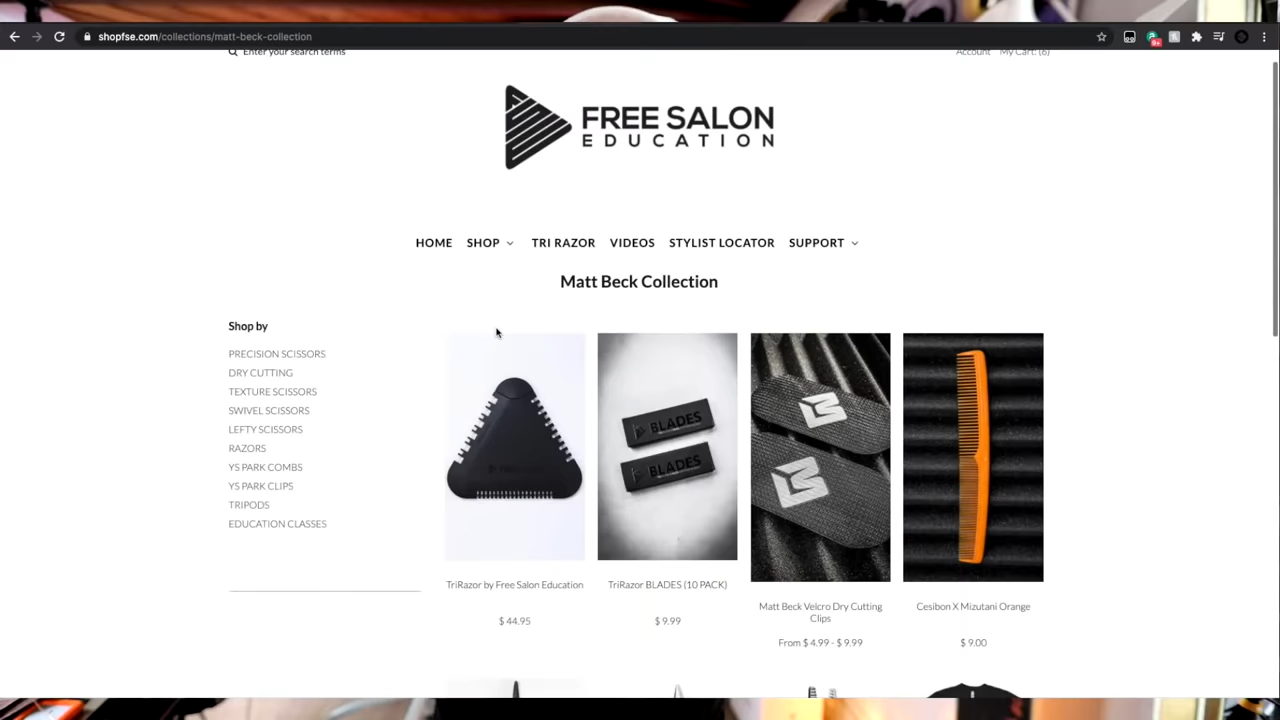 shopfse.com/collections/matt-beck-collection
9+
Enter your search terms
Account My Cart: (6)
FREE SALON
EDUCATION
HOME SHOP TRI RAZOR VIDEOS STYLIST LOCATOR SUPPORT
Matt Beck Collection
Shop by
PRECISION SCISSORS
DRY CUTTING
TEXTURE SCISSORS
SWIVEL SCISSORS
LEFTY SCISSORS
RAZORS
YS PARK COMBS
YS PARK CLIPS
TRIPODS
EDUCATION CLASSES
BLADES
BLADES
TriRazor by Free Salon Education
$ 44.95
TriRazor BLADES (10 PACK)
$ 9.99
Matt Beck Velcro Dry Cutting
Clips
From $ 4.99 - $ 9.99
Cesibon X Mizutani Orange
$ 9.00